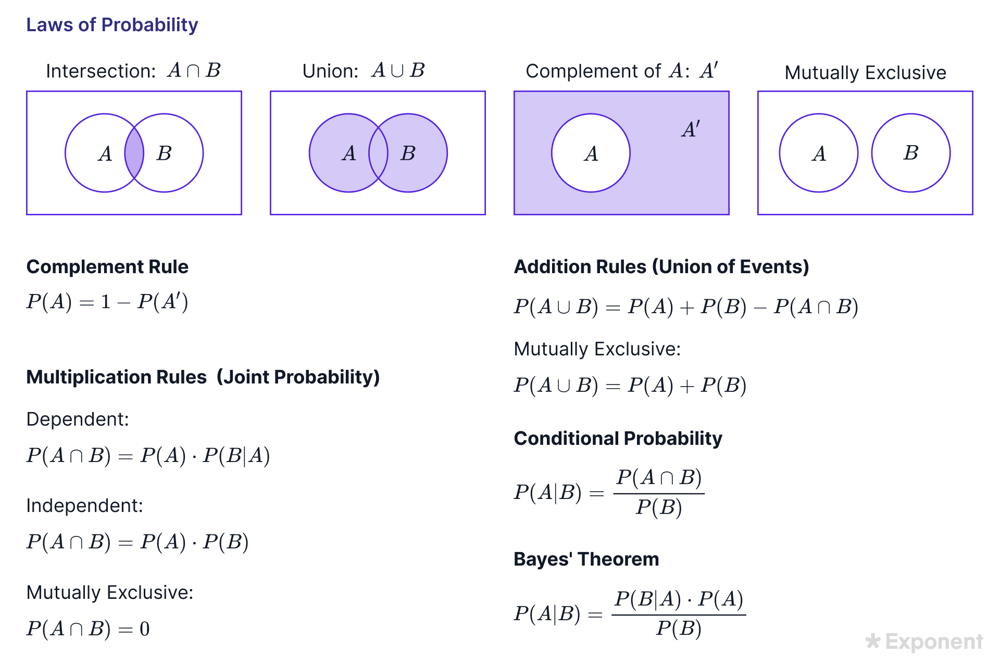 Laws of Probability
Intersection: A ∩ B
Union: A ∪ B
Complement of A: A′
Mutually Exclusive
A B
A B
A A′
A B
Complement Rule
P(A) = 1 − P(A′)
Multiplication Rules (Joint Probability)
Dependent:
P(A ∩ B) = P(A) · P(B|A)
Independent:
P(A ∩ B) = P(A) · P(B)
Mutually Exclusive:
P(A ∩ B) = 0
Addition Rules (Union of Events)
P(A ∪ B) = P(A) + P(B) − P(A ∩ B)
Mutually Exclusive:
P(A ∪ B) = P(A) + P(B)
Conditional Probability
P(A|B) = P(A ∩ B) / P(B)
Bayes' Theorem
P(A|B) = P(B|A) · P(A) / P(B)
Exponent